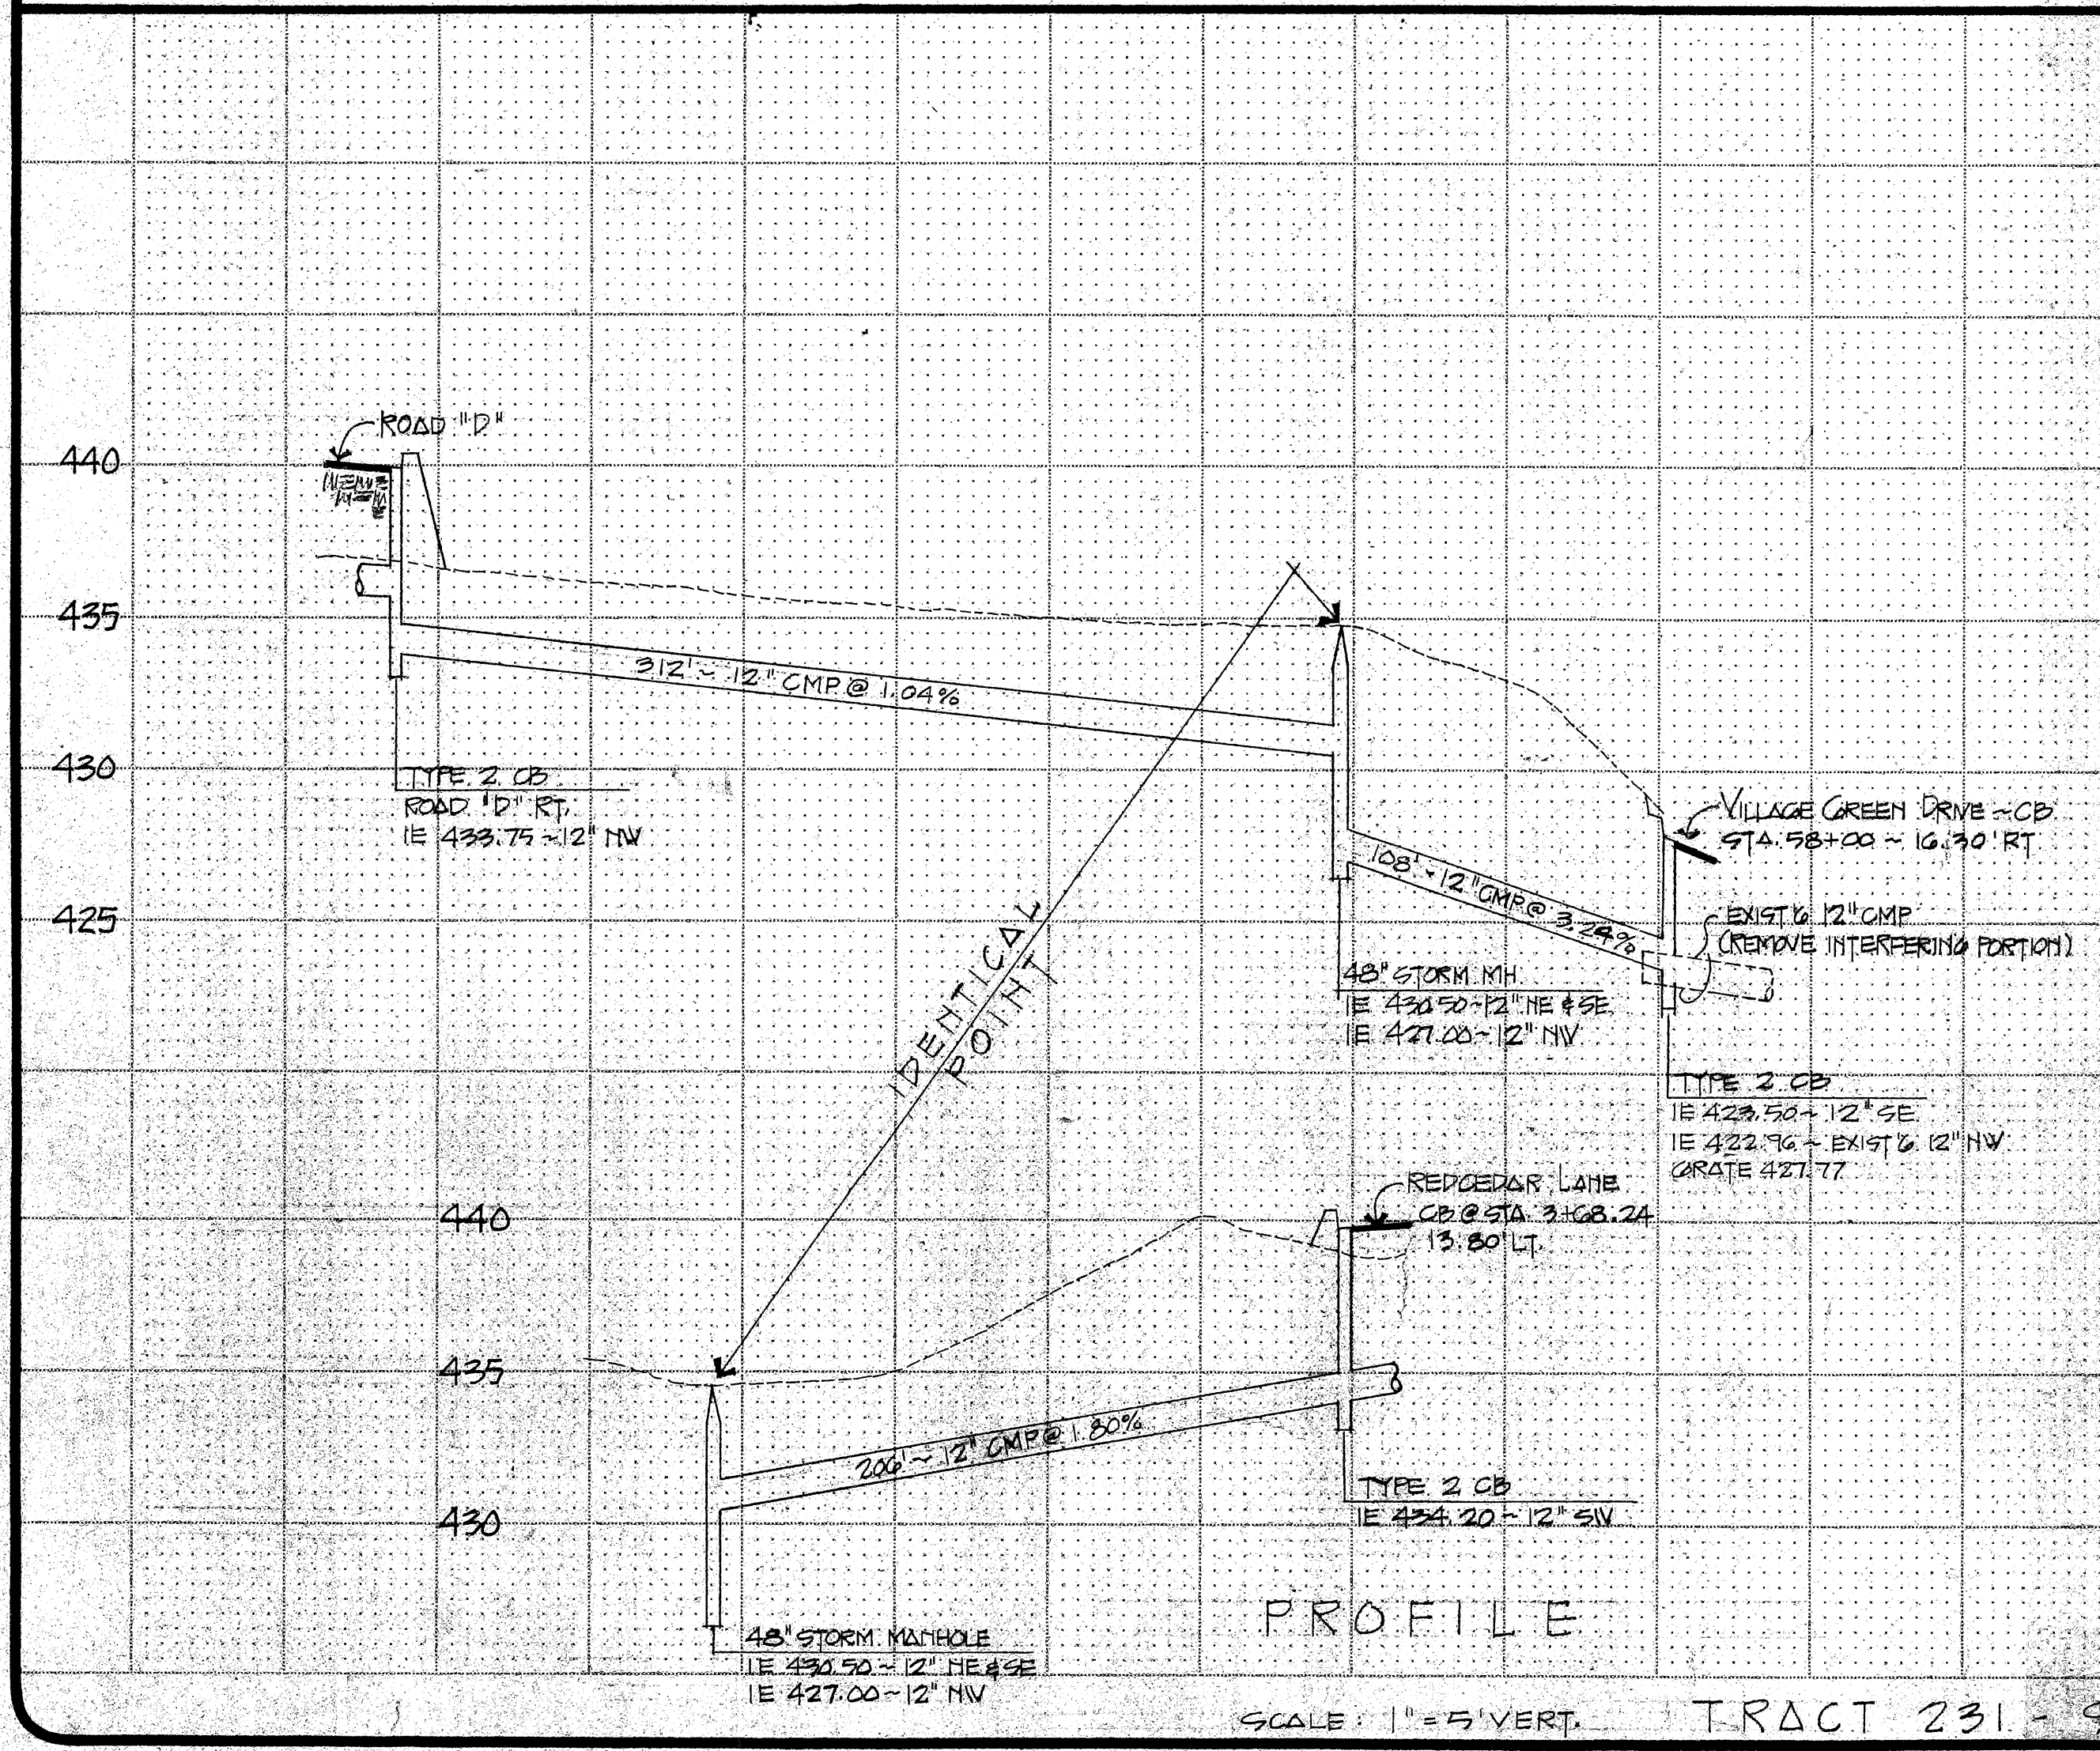 ROAD "D"
440
435
312' ~ 12" CMP @ 1.04%
430
TYPE 2 CB
ROAD "D" RT.
IE 433.75 ~ 12" NW
VILLAGE GREEN DRIVE ~ CB
STA. 58+00 ~ 16.30' RT
108' ~ 12" CMP @ 3.24%
425
EXIST'G 12" CMP
(REMOVE INTERFERING PORTION)
IDENTICAL
POINT
48" STORM MH
IE 430.50 ~ 12" NE & SE
IE 427.00 ~ 12" NW
TYPE 2 CB
IE 423.50 ~ 12" SE
IE 422.96 ~ EXIST'G 12" NW
GRATE 427.77
REDCEDAR LANE
CB @ STA 3+68.24
13.80' LT.
440
435
206' ~ 12" CMP @ 1.80%
TYPE 2 CB
IE 434.20 ~ 12" SW
430
PROFILE
48" STORM MANHOLE
IE 430.50 ~ 12" NE & SE
IE 427.00 ~ 12" NW
SCALE: 1" = 5' VERT.
TRACT 231 -